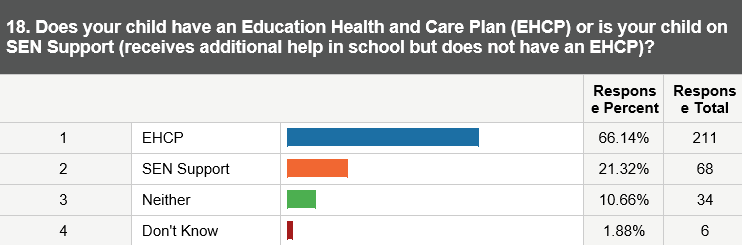 18. Does your child have an Education Health and Care Plan (EHCP) or is your child on
SEN Support (receives additional help in school but does not have an EHCP)?
Respons Respons
e Percent e Total
1 EHCP 66.14% 211
2 SEN Support 21.32% 68
3 Neither 10.66% 34
4 Don't Know 1.88% 6